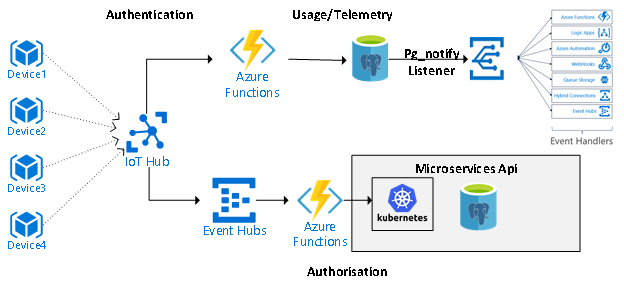 Authentication
Usage/Telemetry
Device1
Device2
Device3
Device4
IoT Hub
Azure
Functions
Pg_notify
Listener
Azure Functions
Logic Apps
Azure Automation
WebHooks
Queue Storage
Hybrid Connections
Event Hubs
Event Handlers
Event Hubs
Azure
Functions
Microservices Api
kubernetes
Authorisation